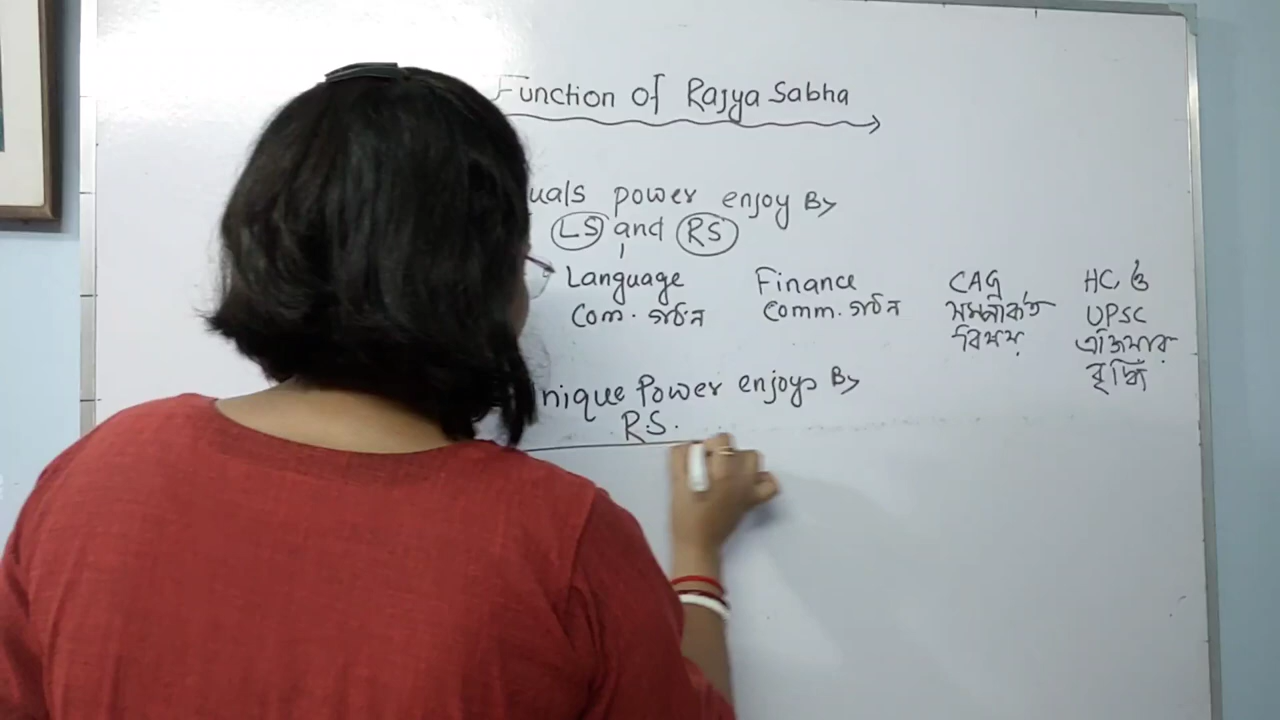 Function of Rajya Sabha
uals power enjoy By
LS and RS
Language Finance CAG HC ও
Com. গঠন Comm. গঠন সম্পর্কিত UPSC
বিষয় এক্তিয়ার
বৃদ্ধি
nique Power enjoys By
R.S.